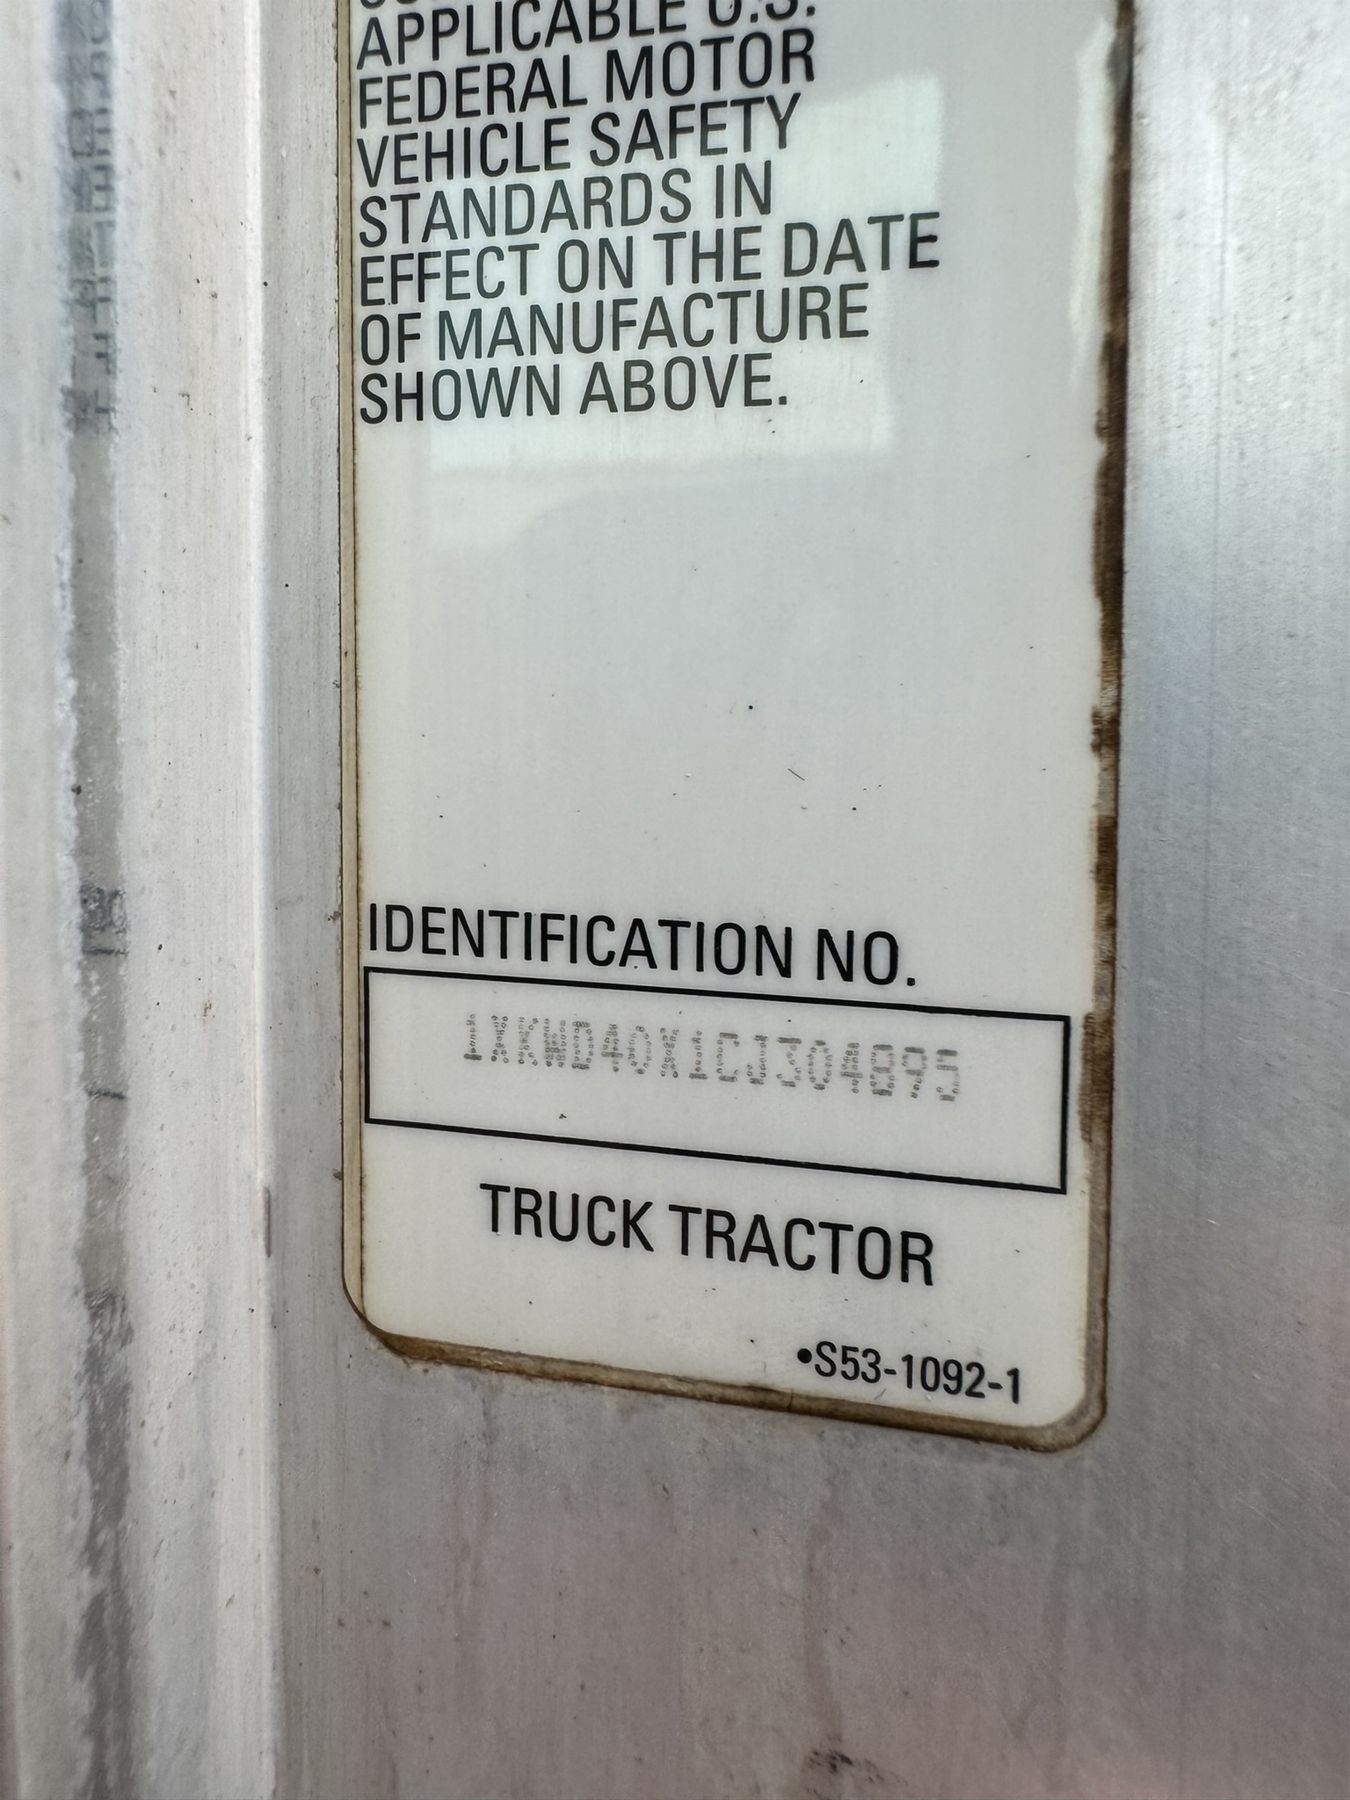 APPLICABLE U.S.
FEDERAL MOTOR
VEHICLE SAFETY
STANDARDS IN
EFFECT ON THE DATE
OF MANUFACTURE
SHOWN ABOVE.
IDENTIFICATION NO.
TRUCK TRACTOR
•S53-1092-1